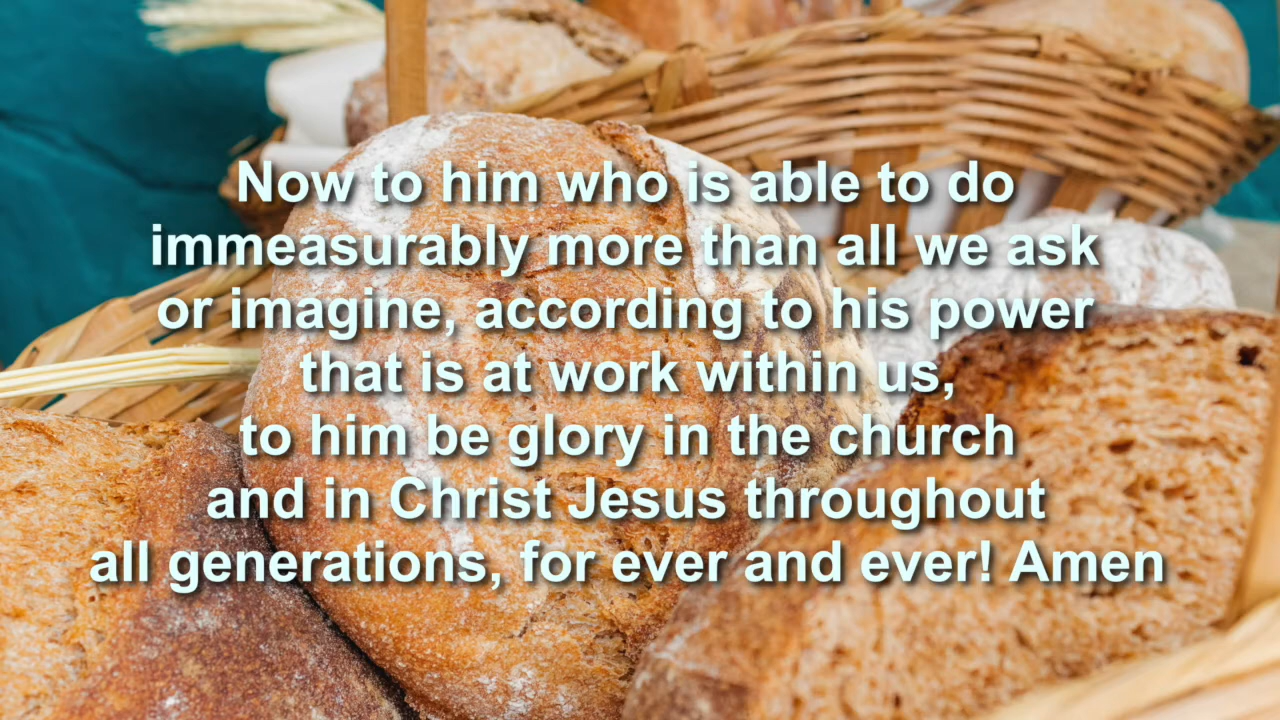 Now to him who is able to do
immeasurably more than all we ask
or imagine, according to his power
that is at work within us,
to him be glory in the church
and in Christ Jesus throughout
all generations, for ever and ever! Amen